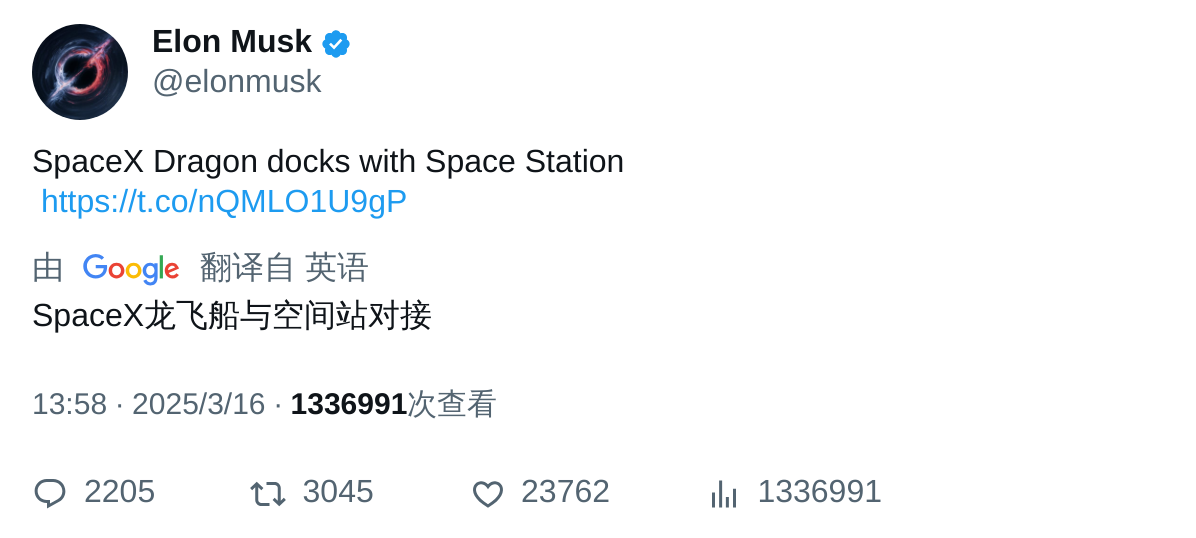 Elon Musk
@elonmusk
SpaceX Dragon docks with Space Station
https://t.co/nQMLO1U9gP
由 Google 翻译自 英语
SpaceX龙飞船与空间站对接
13:58 · 2025/3/16 · 1336991次查看
2205 3045 23762 1336991